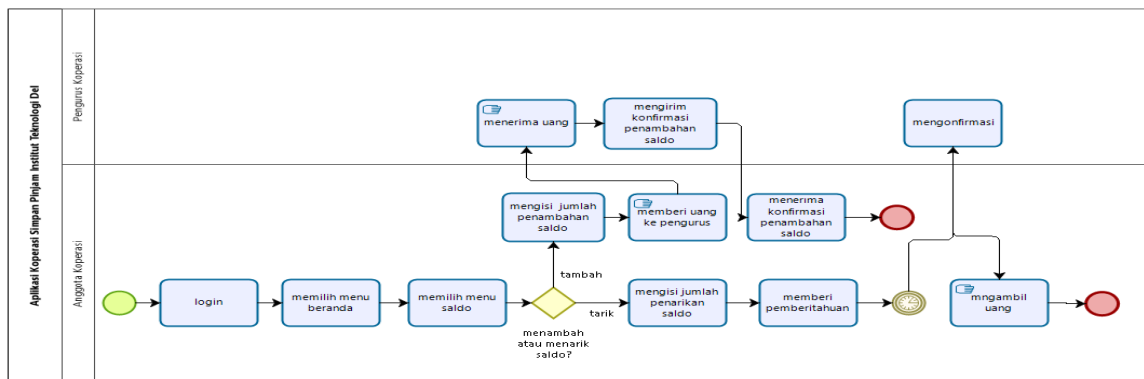 Aplikasi Koperasi Simpan Pinjam Institut Teknologi Del
Pengurus Koperasi
menerima uang
mengirim
konfirmasi
penambahan
saldo
mengonfirmasi
Anggota Koperasi
mengisi jumlah
penambahan
saldo
memberi uang
ke pengurus
menerima
konfirmasi
penambahan
saldo
tambah
login
memilih menu
beranda
memilih menu
saldo
menambah
atau menarik
saldo?
tarik
mengisi jumlah
penarikan
saldo
memberi
pemberitahuan
mngambil
uang